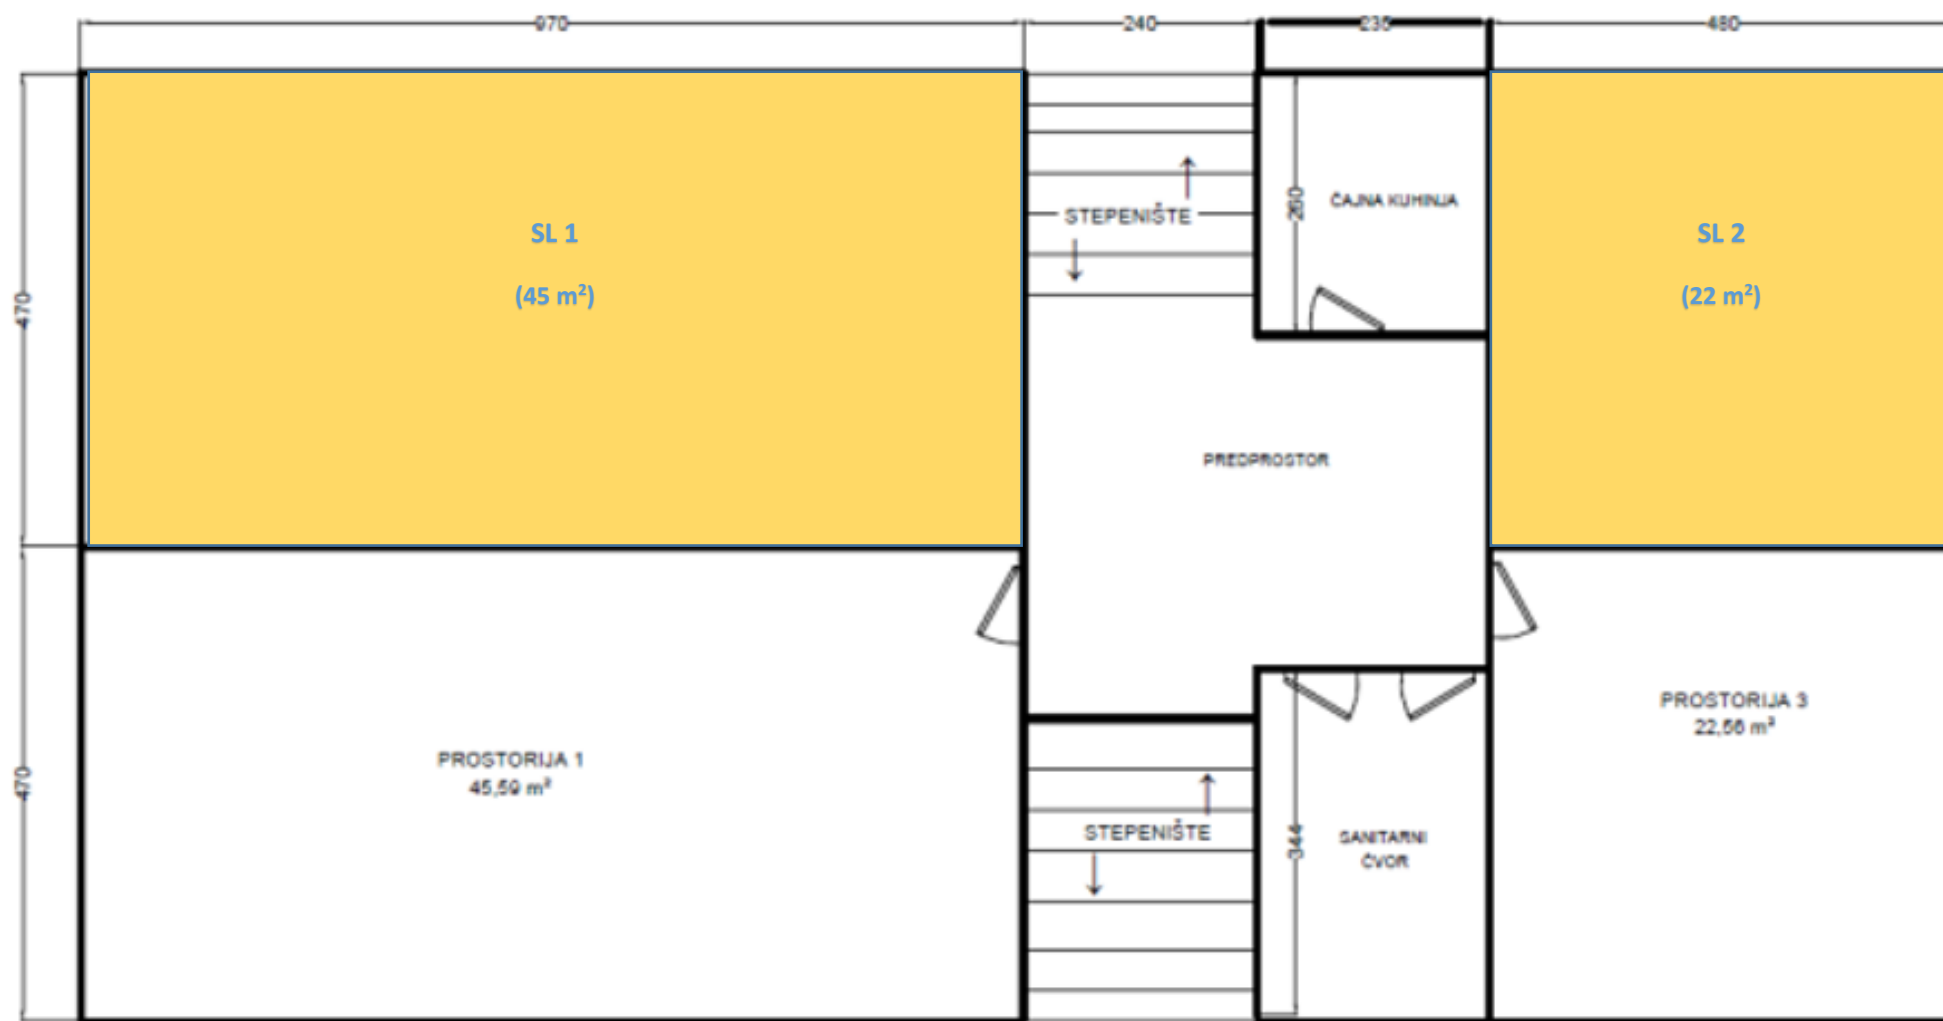 970
240
235
480
SL 1
(45 m²)
STEPENIŠTE
260
ČAJNA KUHINJA
SL 2
(22 m²)
470
PREDPROSTOR
PROSTORIJA 1
45,59 m²
470
STEPENIŠTE
344
SANITARNI
ČVOR
PROSTORIJA 3
22,56 m²